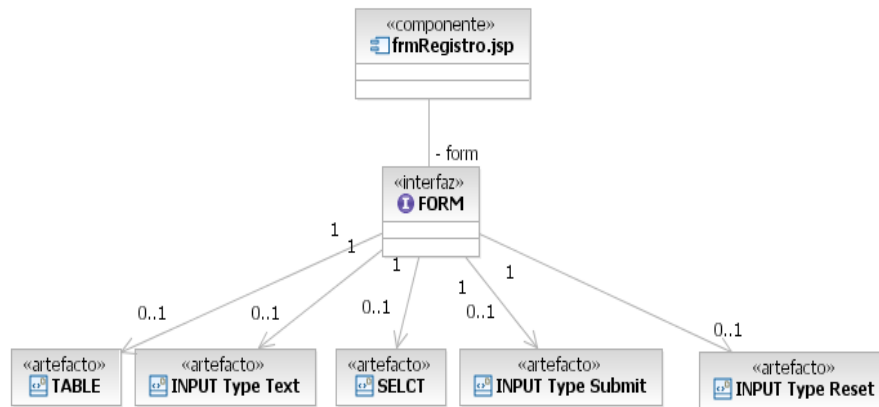 «componente»
frmRegistro.jsp
- form
«interfaz»
FORM
1
1
1
1
1
0..1
0..1
0..1
0..1
0..1
«artefacto»
TABLE
«artefacto»
INPUT Type Text
«artefacto»
SELCT
«artefacto»
INPUT Type Submit
«artefacto»
INPUT Type Reset